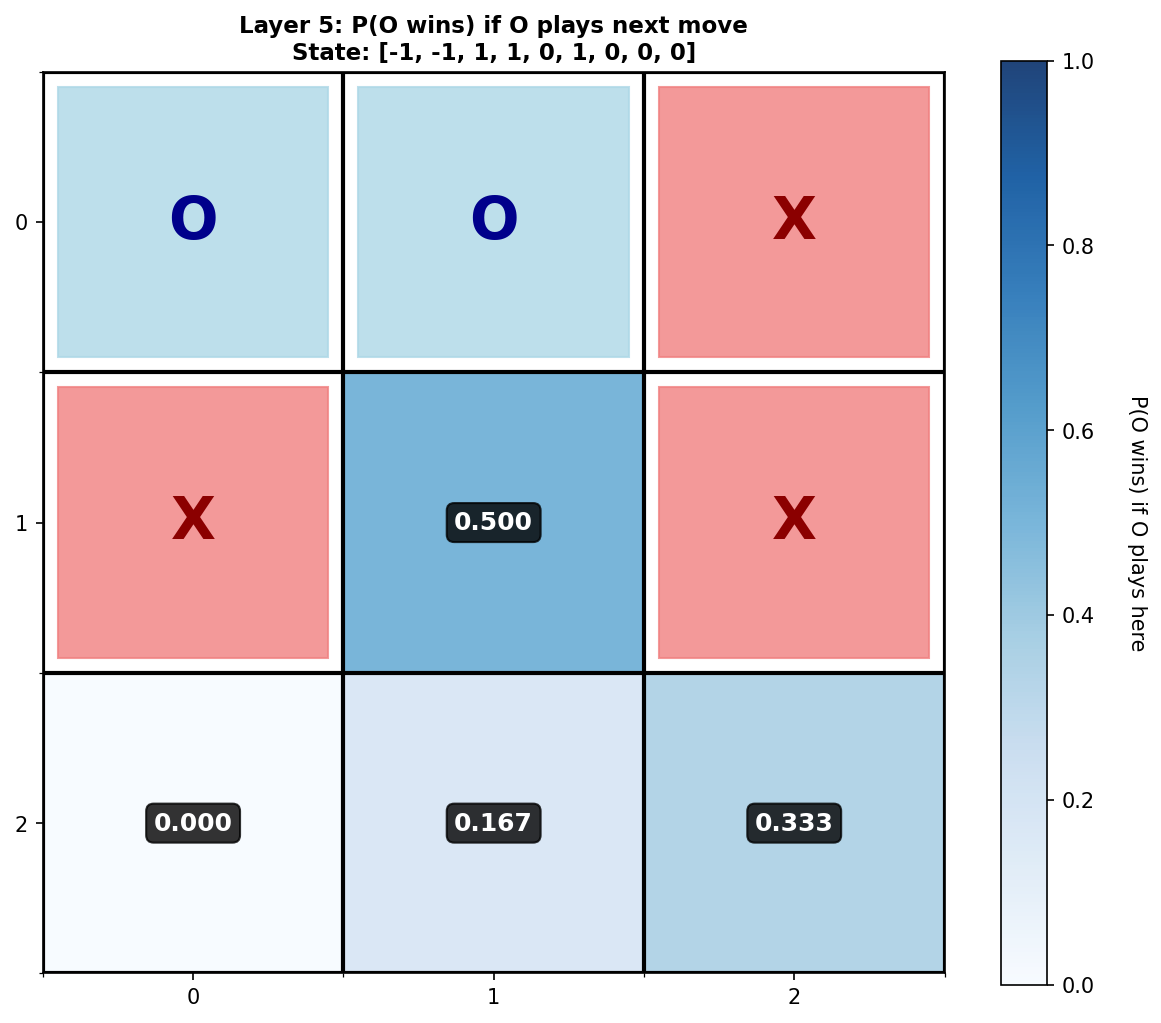 Layer 5: P(O wins) if O plays next move
State: [-1, -1, 1, 1, 0, 1, 0, 0, 0]
0
O
O
X
1
X
0.500
X
2
0.000
0.167
0.333
0
1
2
1.0
0.8
0.6
0.4
0.2
0.0
P(O wins) if O plays here